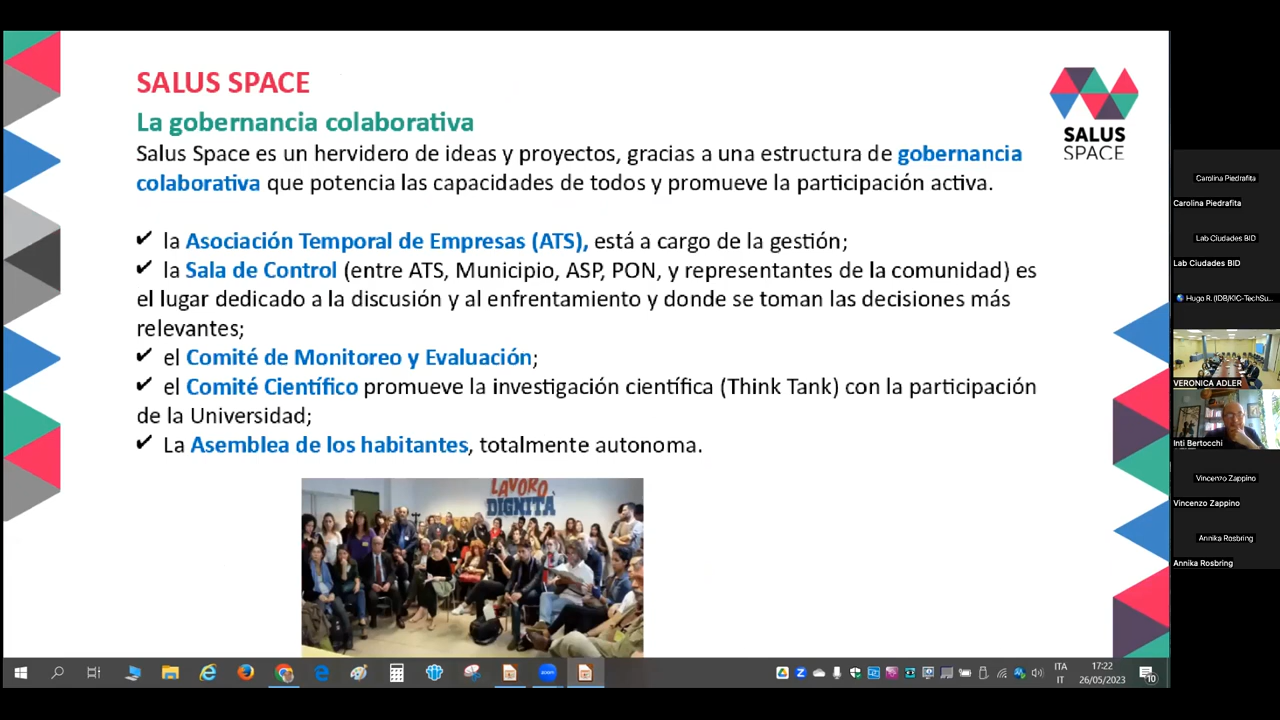 SALUS SPACE
La gobernancia colaborativa
Salus Space es un hervidero de ideas y proyectos, gracias a una estructura de gobernancia
colaborativa que potencia las capacidades de todos y promueve la participación activa.
✔ la Asociación Temporal de Empresas (ATS), está a cargo de la gestión;
✔ la Sala de Control (entre ATS, Municipio, ASP, PON, y representantes de la comunidad) es
el lugar dedicado a la discusión y al enfrentamiento y donde se toman las decisiones más
relevantes;
✔ el Comité de Monitoreo y Evaluación;
✔ el Comité Científico promueve la investigación científica (Think Tank) con la participación
de la Universidad;
✔ La Asemblea de los habitantes, totalmente autonoma.
LAVORO
DIGNITÀ
SALUS
SPACE
Carolina Piedrafita
Carolina Piedrafita
Lab Ciudades BID
Lab Ciudades BID
Hugo R. (IDB/KIC-TechSu...
VERONICA ADLER
Inti Bertocchi
Vincenzo Zappino
Vincenzo Zappino
Annika Rosbring
Annika Rosbring
zoom
ITA
IT
17:22
26/05/2023
10